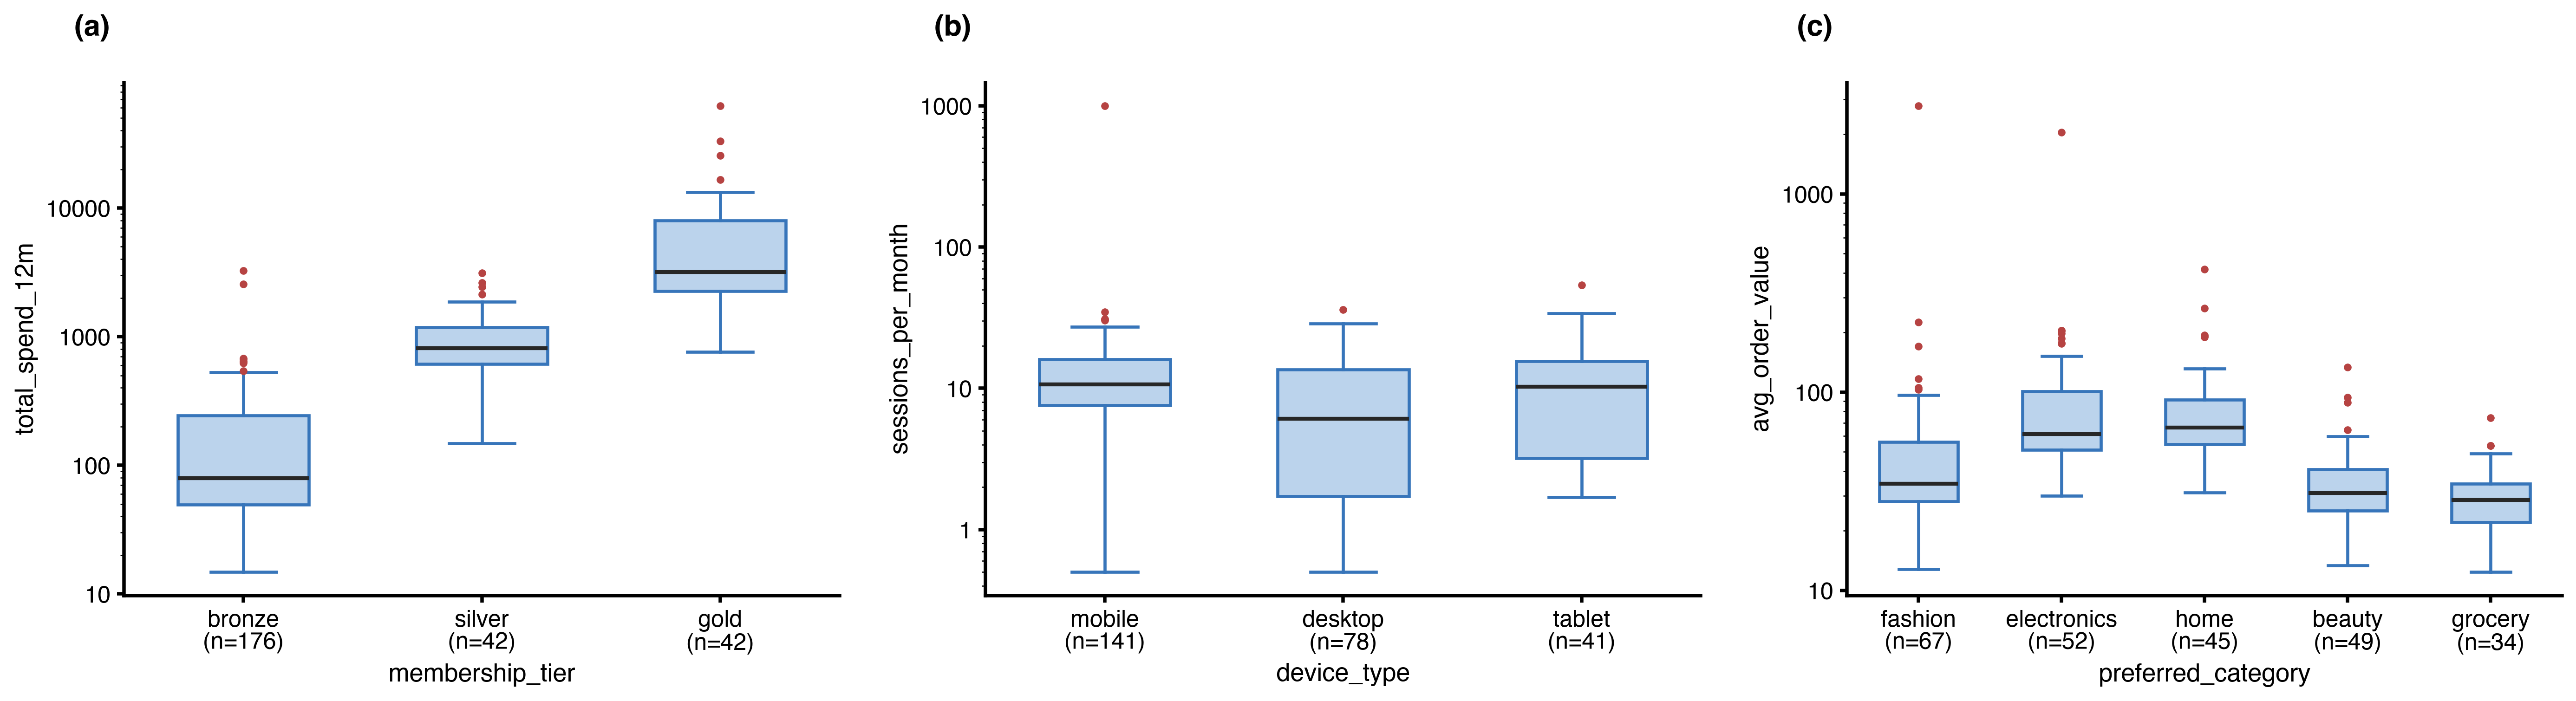 (a)
total_spend_12m
10000
1000
100
10
bronze
(n=176)
silver
(n=42)
gold
(n=42)
membership_tier
(b)
sessions_per_month
1000
100
10
1
mobile
(n=141)
desktop
(n=78)
tablet
(n=41)
device_type
(c)
avg_order_value
1000
100
10
fashion
(n=67)
electronics
(n=52)
home
(n=45)
beauty
(n=49)
grocery
(n=34)
preferred_category